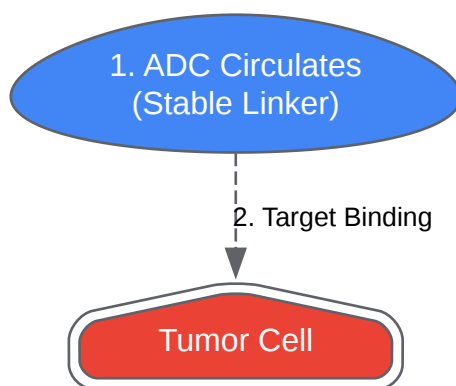 1. ADC Circulates
(Stable Linker)
2. Target Binding
Tumor Cell